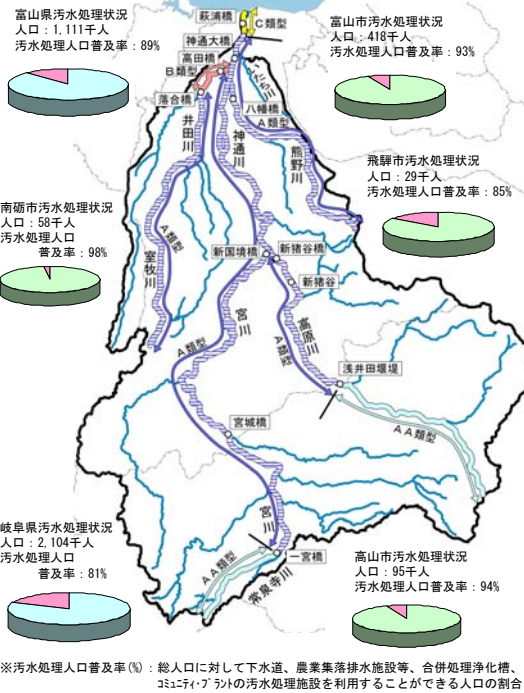 富山県汚水処理状況
人口：1,111千人
汚水処理人口普及率：89%
富山市汚水処理状況
人口：418千人
汚水処理人口普及率：93%
萩浦橋
C類型
神通大橋
高田橋
B類型
いたち川
落合橋
八幡橋
A類型
井田川
神通川
熊野川
飛騨市汚水処理状況
人口：29千人
汚水処理人口普及率：85%
南砺市汚水処理状況
人口：58千人
汚水処理人口
普及率：98%
A類型
室牧川
新国境橋
新猪谷橋
新猪谷
宮川
高原川
A類型
A類型
浅井田堰堤
AA類型
宮城橋
岐阜県汚水処理状況
人口：2,104千人
汚水処理人口
普及率：81%
宮川
AA類型
一宮橋
常泉寺川
高山市汚水処理状況
人口：95千人
汚水処理人口普及率：94%
※汚水処理人口普及率(%)：総人口に対して下水道、農業集落排水施設等、合併処理浄化槽、
コミュニティ・プラントの汚水処理施設を利用することができる人口の割合